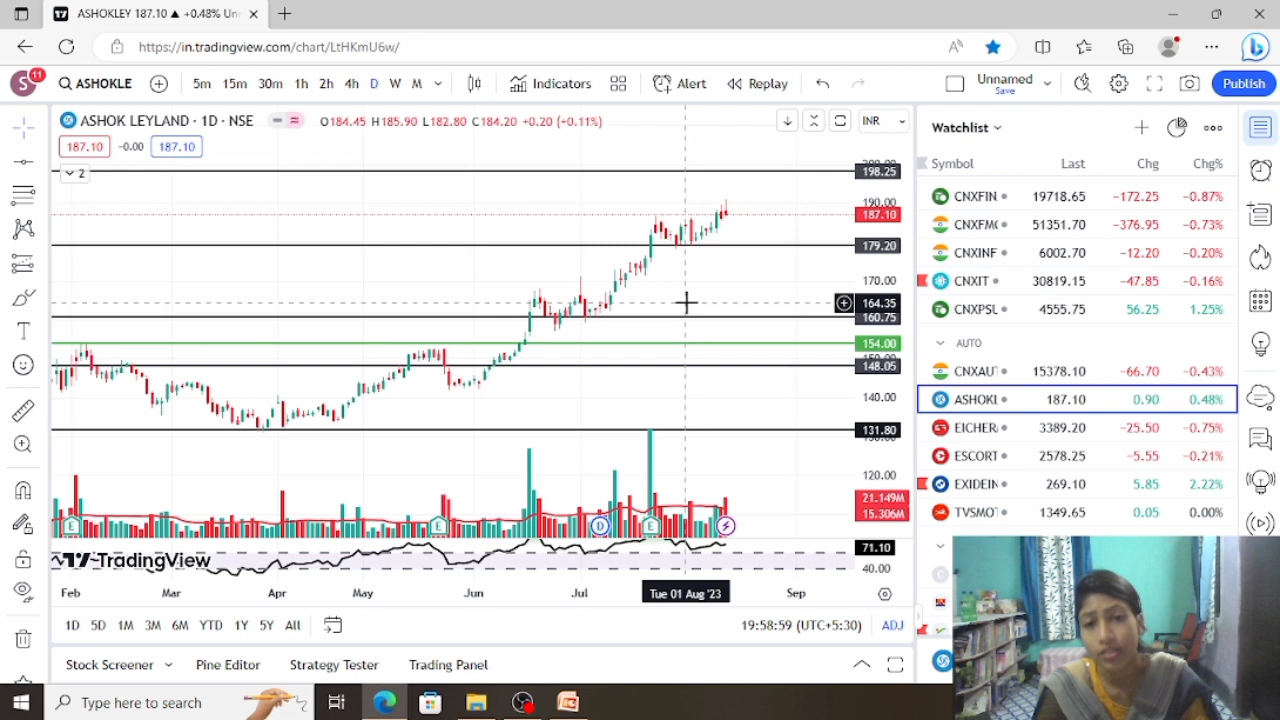 ASHOKLEY 187.10 ▲ +0.48% Un
https://in.tradingview.com/chart/LtHKmU6w/
S 11 ASHOKLE 5m 15m 30m 1h 2h 4h D W M Indicators Alert Replay Unnamed Save Publish
ASHOK LEYLAND · 1D · NSE O184.45 H185.90 L182.80 C184.20 +0.20 (+0.11%) INR
187.10 -0.00 187.10
2
198.25
190.00
187.10
179.20
170.00
164.35
160.75
154.00
148.05
140.00
131.80
120.00
21.149M
15.306M
71.10
40.00
E E D E
TradingView
Feb Mar Apr May Jun Jul Tue 01 Aug '23 Sep
1D 5D 1M 3M 6M YTD 1Y 5Y All 19:58:59 (UTC+5:30) ADJ
Stock Screener Pine Editor Strategy Tester Trading Panel
Watchlist
Symbol Last Chg Chg%
CNXFIN 19718.65 −172.25 −0.87%
CNXFM 51351.70 −376.95 −0.73%
CNXINF 6002.70 −12.20 −0.20%
CNXIT 30819.15 −47.85 −0.16%
CNXPSU 4555.75 56.25 1.25%
AUTO
CNXAU 15378.10 −66.70 −0.43%
ASHOKL 187.10 0.90 0.48%
EICHER 3389.20 −25.50 −0.75%
ESCORT 2578.25 −5.55 −0.21%
EXIDEIN 269.10 5.85 2.22%
TVSMO 1349.65 0.05 0.00%
Type here to search